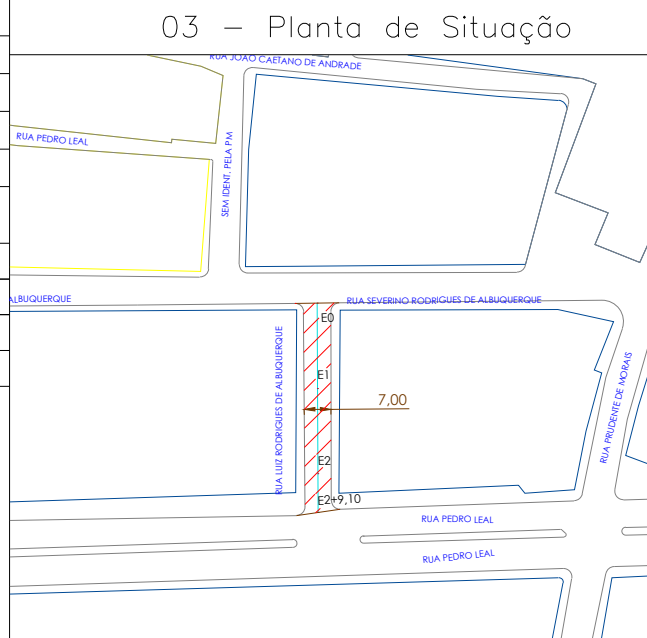 03 - Planta de Situação
RUA JOÃO CAETANO DE ANDRADE
RUA PEDRO LEAL
SEM IDENT. PELA PM
ALBUQUERQUE
RUA SEVERINO RODRIGUES DE ALBUQUERQUE
E0
RUA LUIZ RODRIGUES DE ALBUQUERQUE
E1
7,00
RUA PRUDENTE DE MORAIS
E2
E2+9,10
RUA PEDRO LEAL
RUA PEDRO LEAL